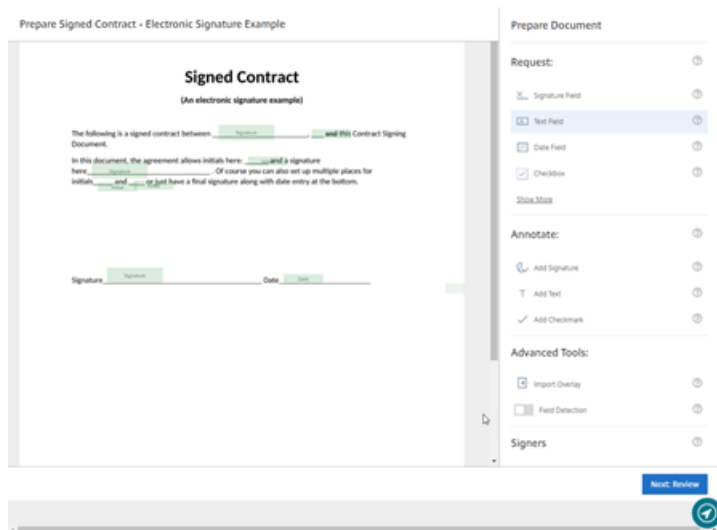 Prepare Signed Contract - Electronic Signature Example
Signed Contract
(An electronic signature example)
The following is a signed contract between Signature, and this Contract Signing
Document.
In this document, the agreement allows initials here: and a signature
here Signature. Of course you can also set up multiple places for
initials and or just have a final signature along with date entry at the bottom.
Signature Signature Date Date
Prepare Document
Request:
Signature Field
Text Field
Date Field
Checkbox
Show More
Annotate:
Add Signature
T Add Text
Add Checkmark
Advanced Tools:
Import Overlay
Field Detection
Signers
Next: Review